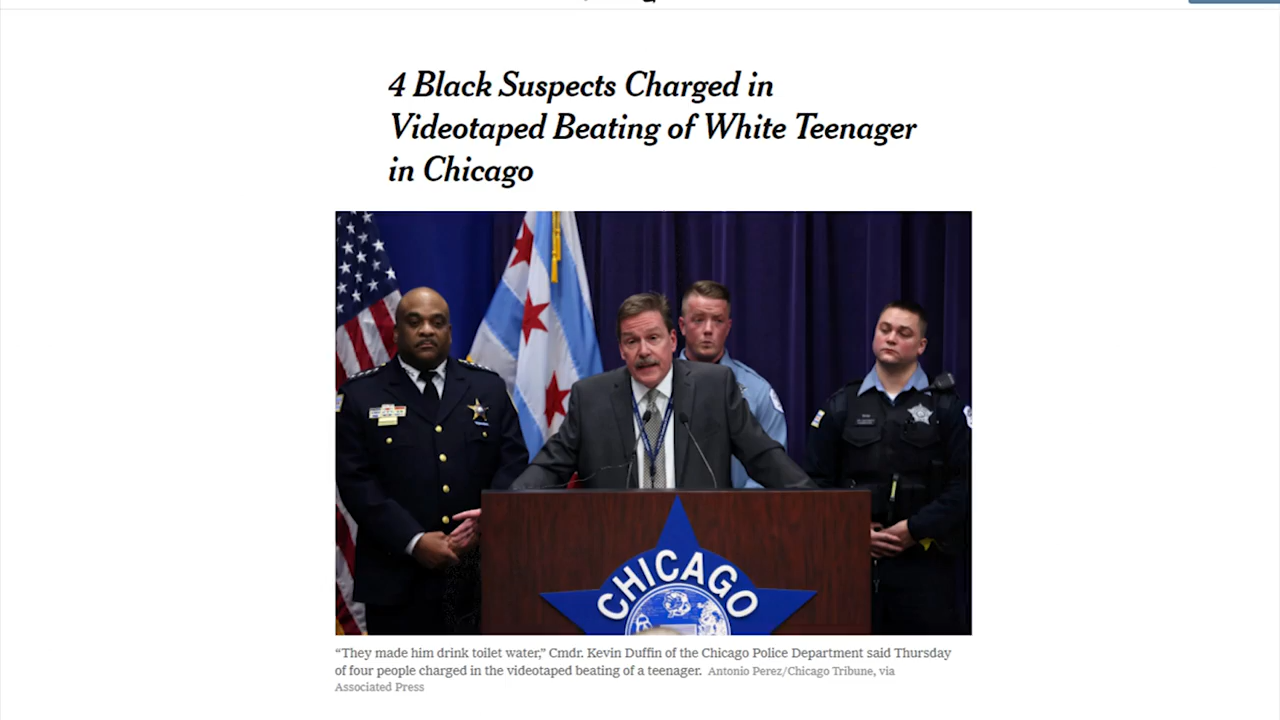 4 Black Suspects Charged in
Videotaped Beating of White Teenager
in Chicago
CHICAGO
“They made him drink toilet water,” Cmdr. Kevin Duffin of the Chicago Police Department said Thursday
of four people charged in the videotaped beating of a teenager. Antonio Perez/Chicago Tribune, via
Associated Press